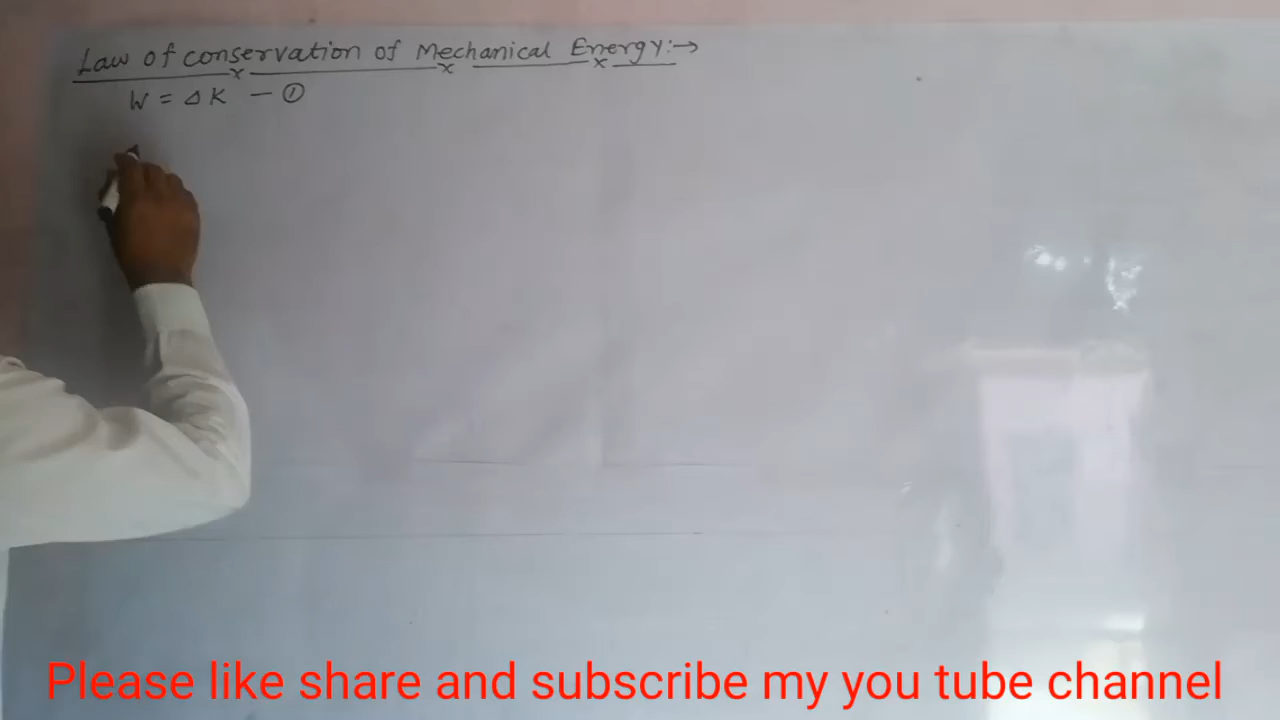 Law of conservation of Mechanical Energy:→
W = ΔK — ①
Please like share and subscribe my you tube channel